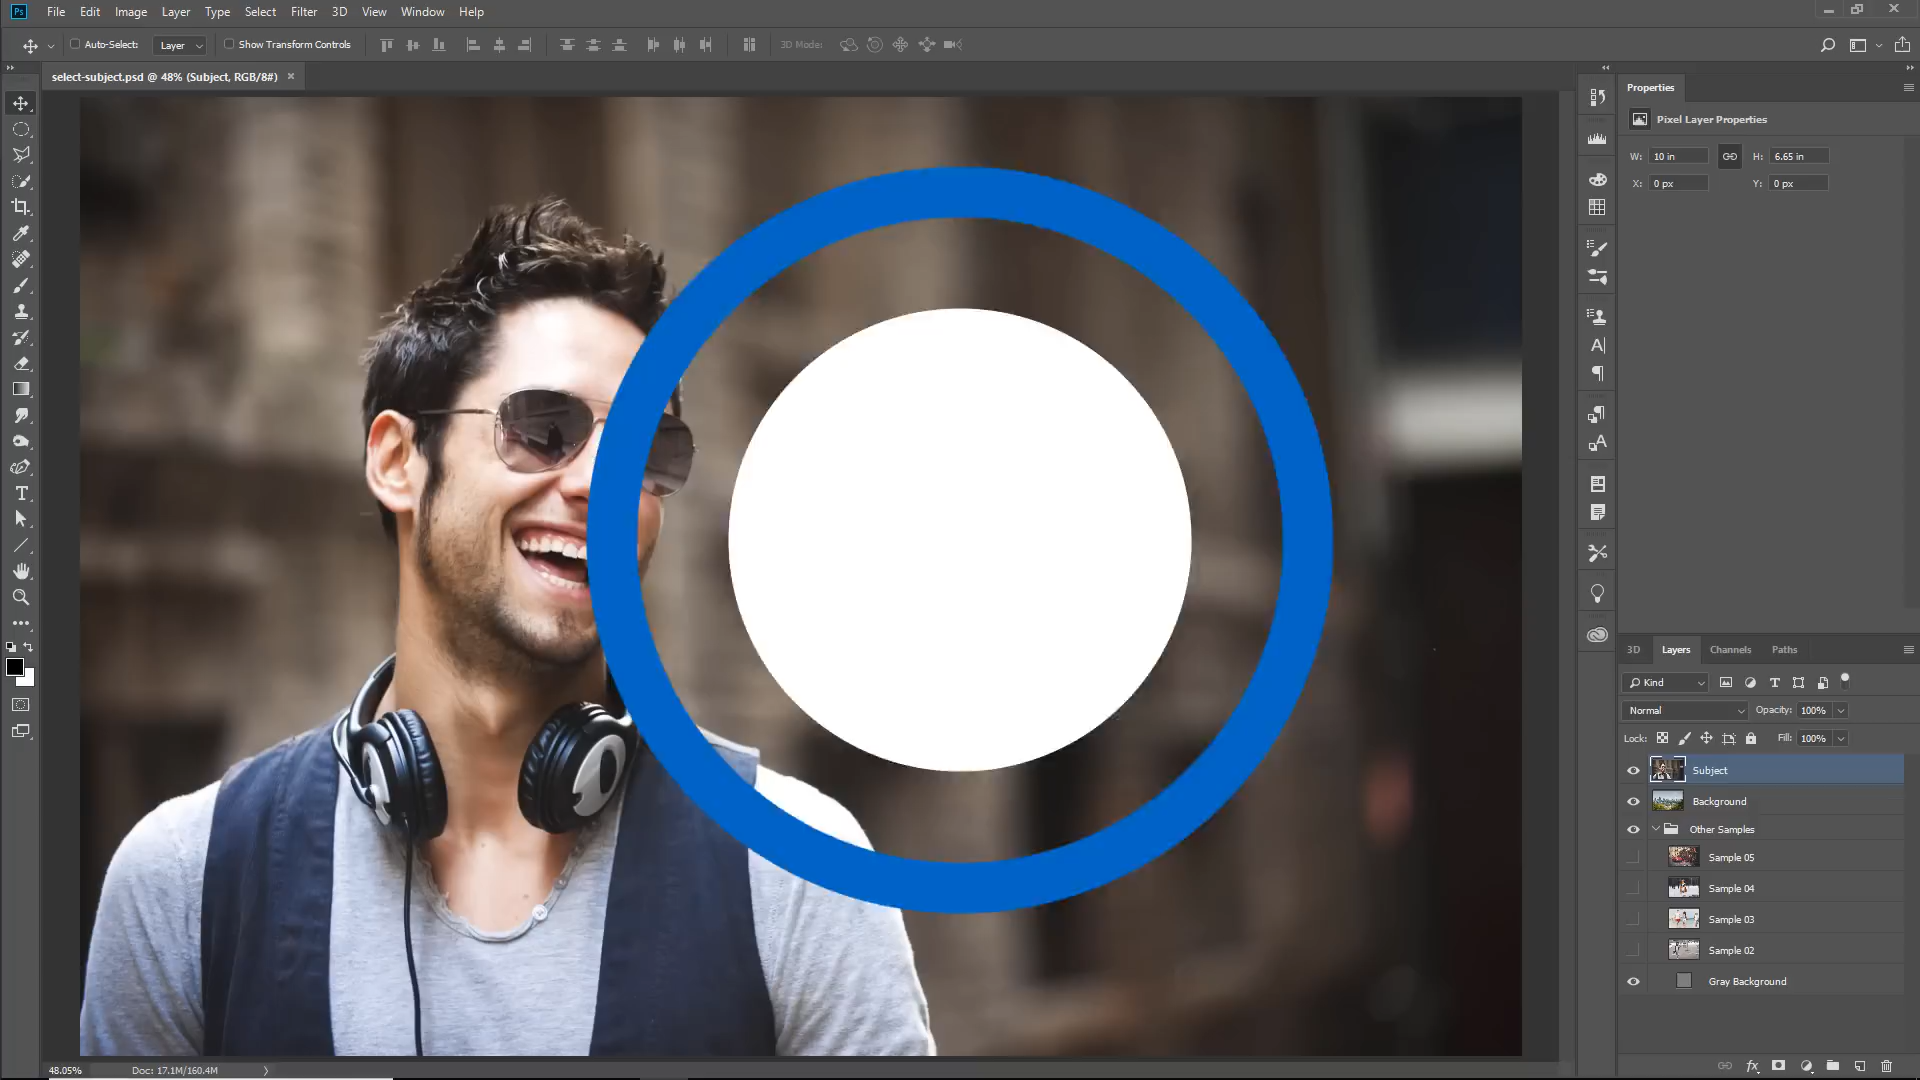 Ps File Edit Image Layer Type Select Filter 3D View Window Help
Auto-Select: Layer Show Transform Controls 3D Mode:
select-subject.psd @ 48% (Subject, RGB/8#) ×
Properties
Pixel Layer Properties
W: 10 in H: 6.65 in
X: 0 px Y: 0 px
3D Layers Channels Paths
Kind
Normal Opacity: 100%
Lock: Fill: 100%
Subject
Background
Other Samples
Sample 05
Sample 04
Sample 03
Sample 02
Gray Background
48.05% Doc: 17.1M/160.4M